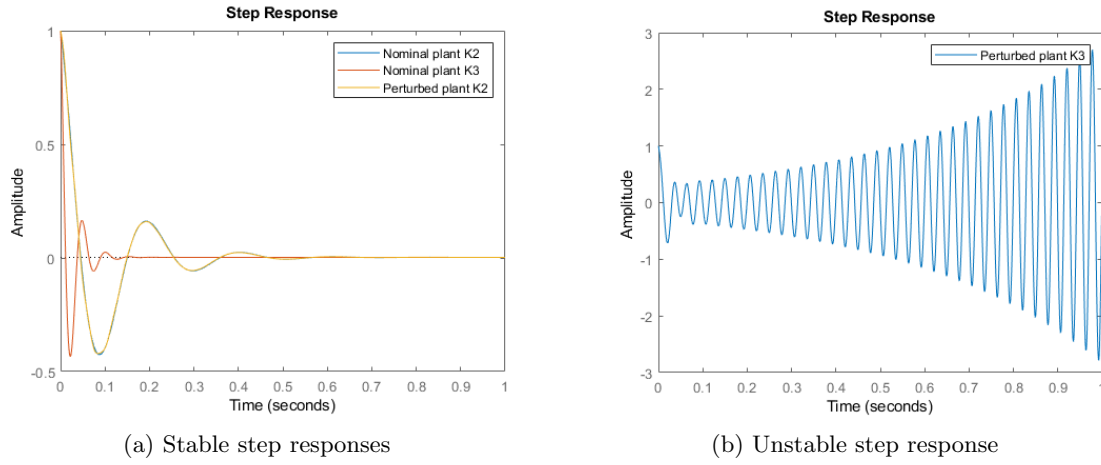 Step Response
Nominal plant K2
Nominal plant K3
Perturbed plant K2
Amplitude
1
0.5
0
-0.5
0 0.1 0.2 0.3 0.4 0.5 0.6 0.7 0.8 0.9 1
Time (seconds)
(a) Stable step responses
Step Response
Perturbed plant K3
Amplitude
3
2
1
0
-1
-2
-3
0 0.1 0.2 0.3 0.4 0.5 0.6 0.7 0.8 0.9 1
Time (seconds)
(b) Unstable step response